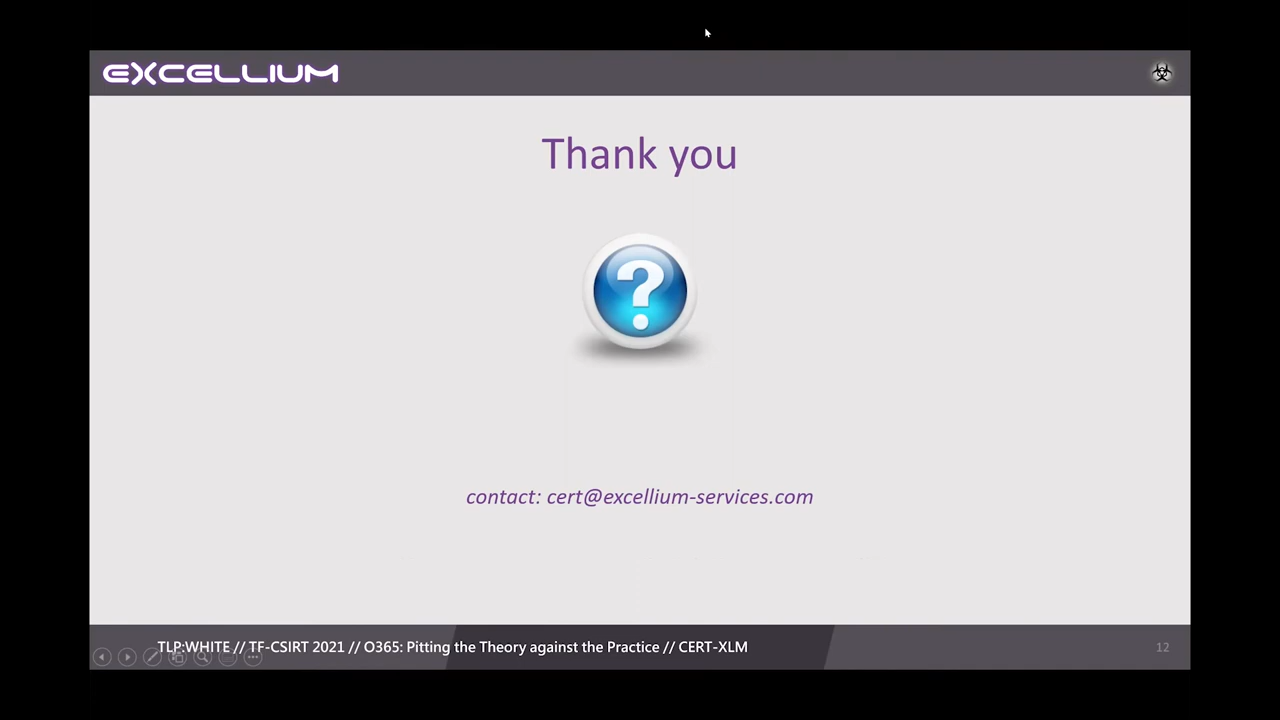 EXCELLIUM
Thank you
?
contact: cert@excellium-services.com
TLP:WHITE // TF-CSIRT 2021 // O365: Pitting the Theory against the Practice // CERT-XLM
12